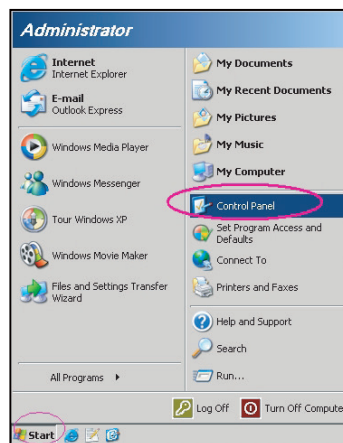 Administrator
Internet
Internet Explorer
E-mail
Outlook Express
Windows Media Player
Windows Messenger
Tour Windows XP
Windows Movie Maker
Files and Settings Transfer
Wizard
All Programs
My Documents
My Recent Documents
My Pictures
My Music
My Computer
Control Panel
Set Program Access and
Defaults
Connect To
Printers and Faxes
Help and Support
Search
Run...
Log Off
Turn Off Compute
Start